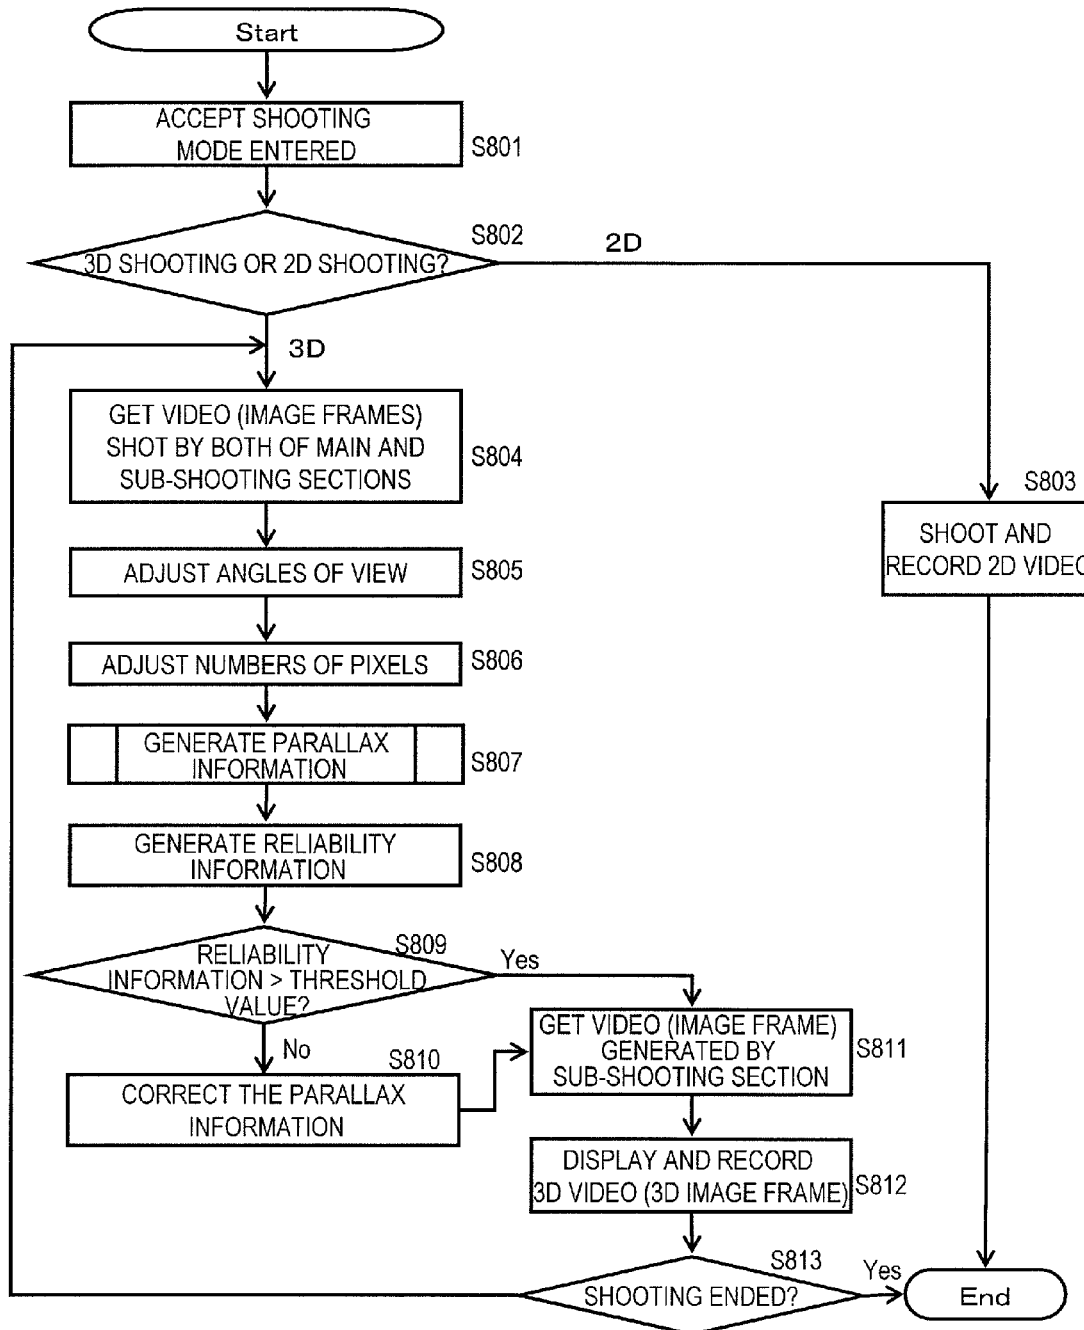 Start
ACCEPT SHOOTING
MODE ENTERED
S801
S802
3D SHOOTING OR 2D SHOOTING?
2D
3D
GET VIDEO (IMAGE FRAMES)
SHOT BY BOTH OF MAIN AND
SUB-SHOOTING SECTIONS
S804
S803
SHOOT AND
RECORD 2D VIDEO
ADJUST ANGLES OF VIEW
S805
ADJUST NUMBERS OF PIXELS
S806
GENERATE PARALLAX
INFORMATION
S807
GENERATE RELIABILITY
INFORMATION
S808
S809
RELIABILITY
INFORMATION > THRESHOLD
VALUE?
Yes
No
S810
CORRECT THE PARALLAX
INFORMATION
GET VIDEO (IMAGE FRAME)
GENERATED BY
SUB-SHOOTING SECTION
S811
DISPLAY AND RECORD
3D VIDEO (3D IMAGE FRAME)
S812
S813
SHOOTING ENDED?
Yes
End